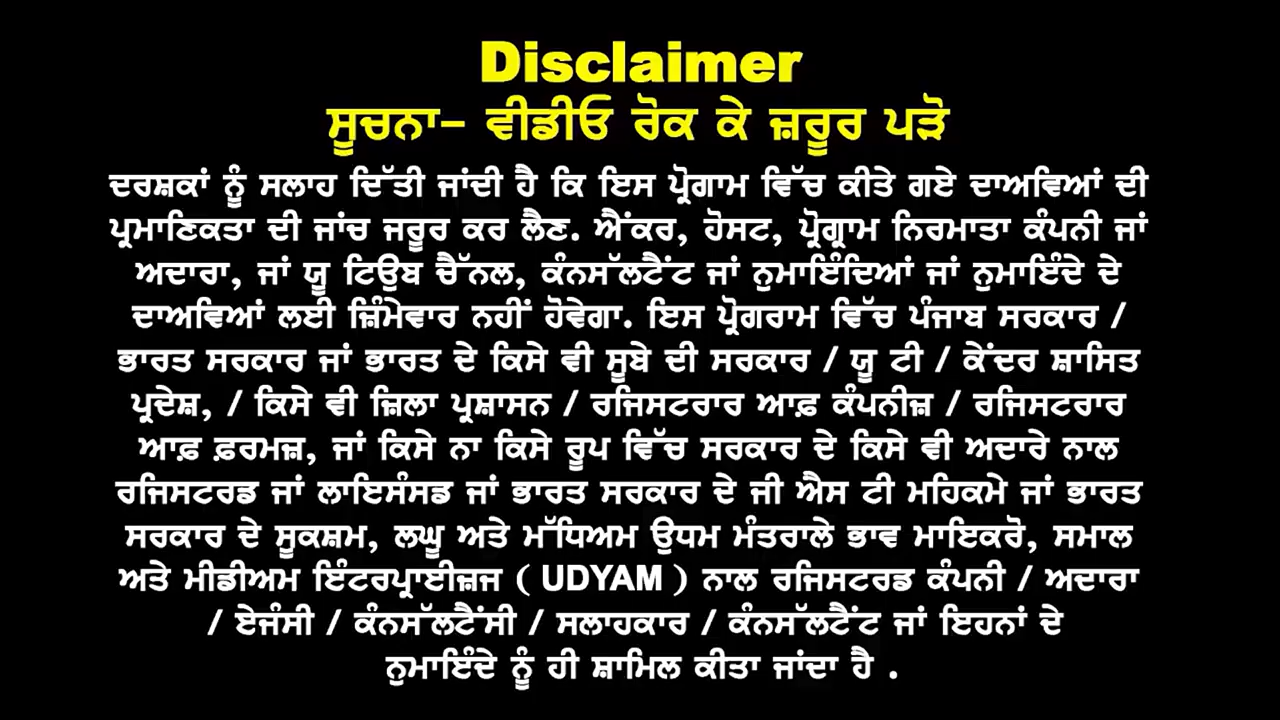 Disclaimer
ਸੂਚਨਾ- ਵੀਡੀਓ ਰੋਕ ਕੇ ਜ਼ਰੂਰ ਪੜੋ
ਦਰਸ਼ਕਾਂ ਨੂੰ ਸਲਾਹ ਦਿੱਤੀ ਜਾਂਦੀ ਹੈ ਕਿ ਇਸ ਪ੍ਰੋਗਾਮ ਵਿੱਚ ਕੀਤੇ ਗਏ ਦਾਅਵਿਆਂ ਦੀ
ਪ੍ਰਮਾਣਿਕਤਾ ਦੀ ਜਾਂਚ ਜਰੂਰ ਕਰ ਲੈਣ. ਐਂਕਰ, ਹੋਸਟ, ਪ੍ਰੋਗ੍ਰਾਮ ਨਿਰਮਾਤਾ ਕੰਪਨੀ ਜਾਂ
ਅਦਾਰਾ, ਜਾਂ ਯੂ ਟਿਉਬ ਚੈੱਨਲ, ਕੰਨਸੱਲਟੈਂਟ ਜਾਂ ਨੁਮਾਇੰਦਿਆਂ ਜਾਂ ਨੁਮਾਇੰਦੇ ਦੇ
ਦਾਅਵਿਆਂ ਲਈ ਜ਼ਿੰਮੇਵਾਰ ਨਹੀਂ ਹੋਵੇਗਾ. ਇਸ ਪ੍ਰੋਗਰਾਮ ਵਿੱਚ ਪੰਜਾਬ ਸਰਕਾਰ /
ਭਾਰਤ ਸਰਕਾਰ ਜਾਂ ਭਾਰਤ ਦੇ ਕਿਸੇ ਵੀ ਸੂਬੇ ਦੀ ਸਰਕਾਰ / ਯੂ ਟੀ / ਕੇਂਦਰ ਸ਼ਾਸਿਤ
ਪ੍ਰਦੇਸ਼, / ਕਿਸੇ ਵੀ ਜ਼ਿਲਾ ਪ੍ਰਸ਼ਾਸਨ / ਰਜਿਸਟਰਾਰ ਆਫ਼ ਕੰਪਨੀਜ਼ / ਰਜਿਸਟਰਾਰ
ਆਫ਼ ਫ਼ਰਮਜ਼, ਜਾਂ ਕਿਸੇ ਨਾ ਕਿਸੇ ਰੂਪ ਵਿੱਚ ਸਰਕਾਰ ਦੇ ਕਿਸੇ ਵੀ ਅਦਾਰੇ ਨਾਲ
ਰਜਿਸਟਰਡ ਜਾਂ ਲਾਇਸੰਸਡ ਜਾਂ ਭਾਰਤ ਸਰਕਾਰ ਦੇ ਜੀ ਐਸ ਟੀ ਮਹਿਕਮੇ ਜਾਂ ਭਾਰਤ
ਸਰਕਾਰ ਦੇ ਸੂਕਸ਼ਮ, ਲਘੂ ਅਤੇ ਮੱਧਿਅਮ ਉਧਮ ਮੰਤਰਾਲੇ ਭਾਵ ਮਾਇਕਰੋ, ਸਮਾਲ
ਅਤੇ ਮੀਡੀਅਮ ਇੰਟਰਪ੍ਰਾਈਜ਼ਜ ( UDYAM ) ਨਾਲ ਰਜਿਸਟਰਡ ਕੰਪਨੀ / ਅਦਾਰਾ
/ ਏਜੰਸੀ / ਕੰਨਸੱਲਟੈਂਸੀ / ਸਲਾਹਕਾਰ / ਕੰਨਸੱਲਟੈਂਟ ਜਾਂ ਇਹਨਾਂ ਦੇ
ਨੁਮਾਇੰਦੇ ਨੂੰ ਹੀ ਸ਼ਾਮਿਲ ਕੀਤਾ ਜਾਂਦਾ ਹੈ .